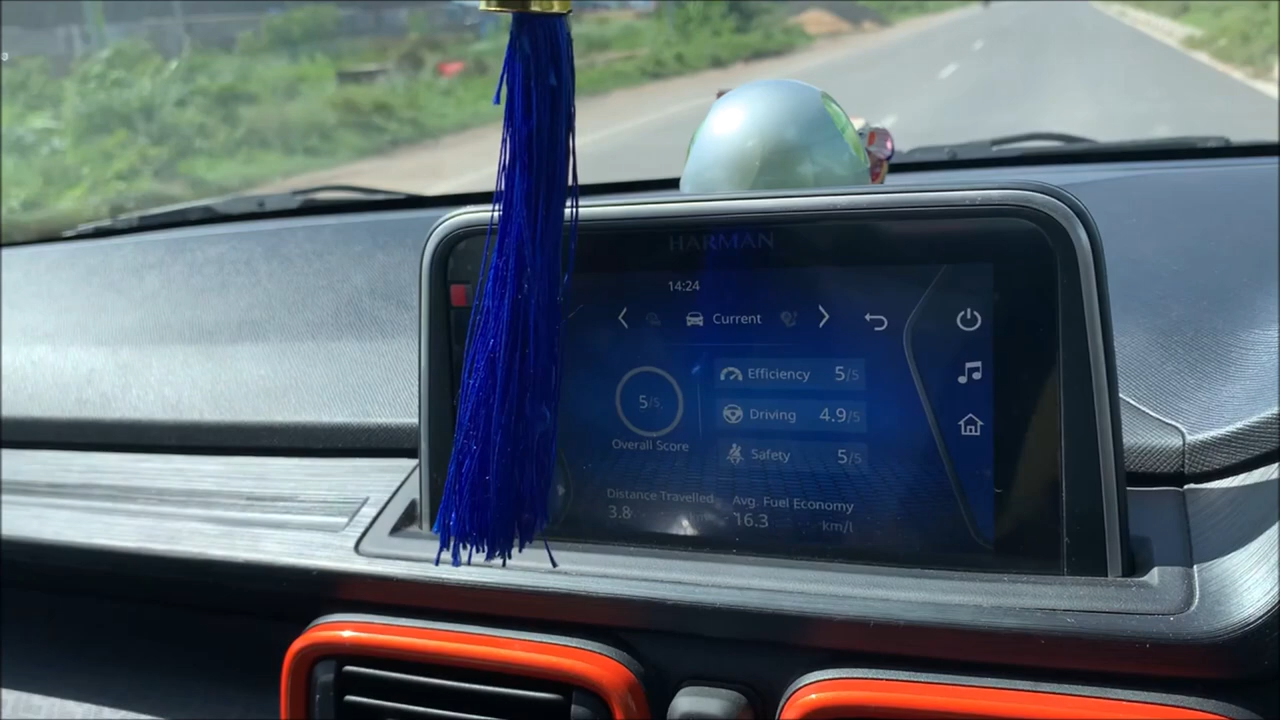 HARMAN
14:24
Current
Efficiency 5/5
5/5
Driving 4.9/5
Overall Score
Safety 5/5
Distance Travelled Avg. Fuel Economy
3.8 16.3 km/l